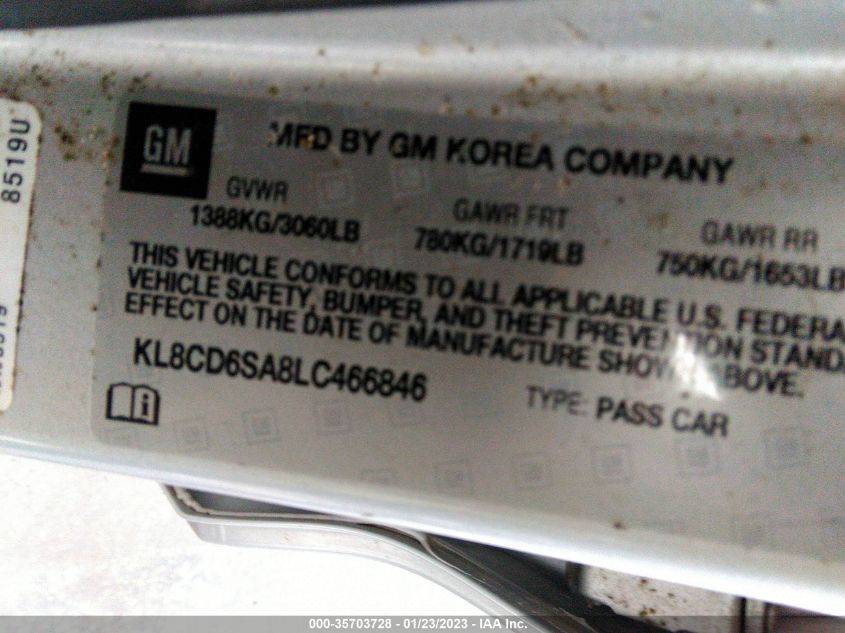 8519U
GM
MFD BY GM KOREA COMPANY
GVWR GAWR FRT GAWR RR
1388KG/3060LB 780KG/1719LB 750KG/1653LB
THIS VEHICLE CONFORMS TO ALL APPLICABLE U.S. FEDERA
VEHICLE SAFETY, BUMPER, AND THEFT PREVENTION STAND
EFFECT ON THE DATE OF MANUFACTURE SHOWN ABOVE.
KL8CD6SA8LC466846
TYPE: PASS CAR
000-35703728 - 01/23/2023 - IAA Inc.